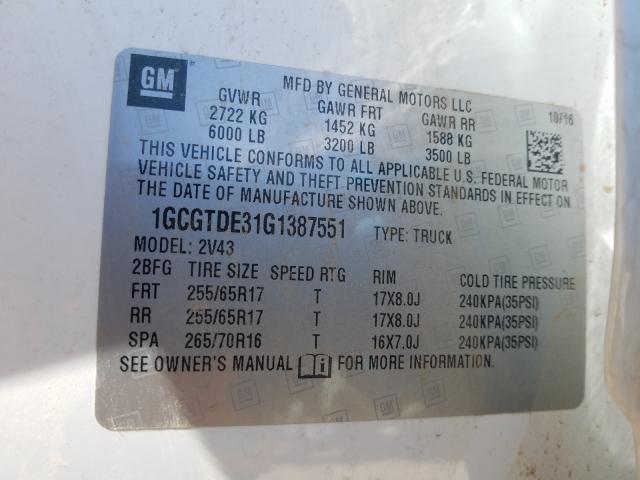 GM
MFD BY GENERAL MOTORS LLC
GVWR GAWR FRT GAWR RR 10/16
2722 KG 1452 KG 1588 KG
6000 LB 3200 LB 3500 LB
THIS VEHICLE CONFORMS TO ALL APPLICABLE U.S. FEDERAL MOTOR
VEHICLE SAFETY AND THEFT PREVENTION STANDARDS IN EFFECT ON
THE DATE OF MANUFACTURE SHOWN ABOVE.
1GCGTDE31G1387551 TYPE: TRUCK
MODEL: 2V43
2BFG TIRE SIZE SPEED RTG RIM COLD TIRE PRESSURE
FRT 255/65R17 T 17X8.0J 240KPA(35PSI)
RR 255/65R17 T 17X8.0J 240KPA(35PSI)
SPA 265/70R16 T 16X7.0J 240KPA(35PSI)
SEE OWNER'S MANUAL FOR MORE INFORMATION.